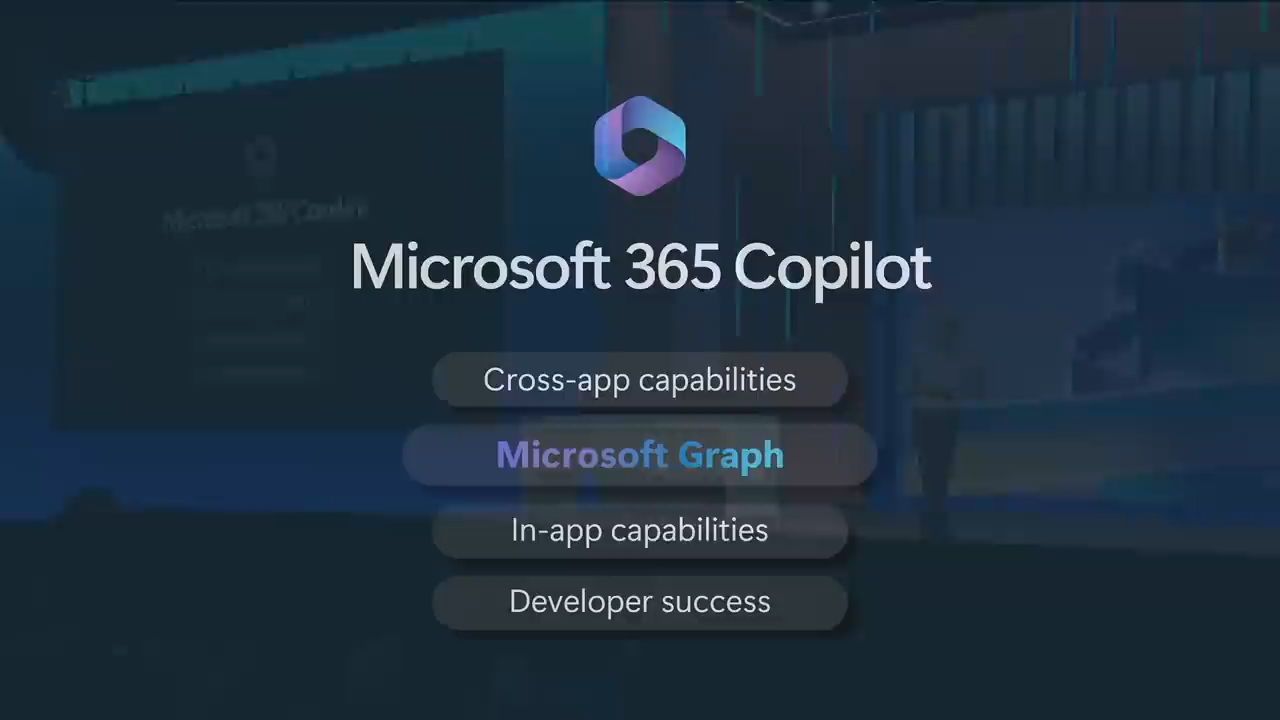 Microsoft 365 Copilot
Cross-app capabilities
Microsoft Graph
In-app capabilities
Developer success